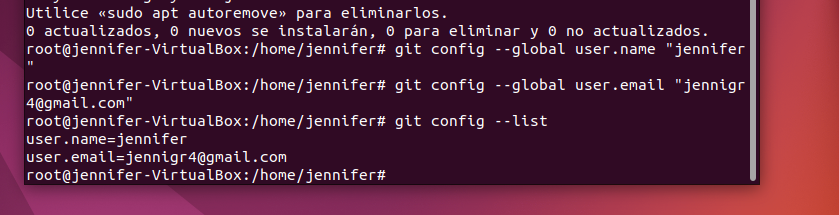 Utilice «sudo apt autoremove» para eliminarlos.
0 actualizados, 0 nuevos se instalarán, 0 para eliminar y 0 no actualizados.
root@jennifer-VirtualBox:/home/jennifer# git config --global user.name "jennifer
"
root@jennifer-VirtualBox:/home/jennifer# git config --global user.email "jennigr
4@gmail.com"
root@jennifer-VirtualBox:/home/jennifer# git config --list
user.name=jennifer
user.email=jennigr4@gmail.com
root@jennifer-VirtualBox:/home/jennifer#